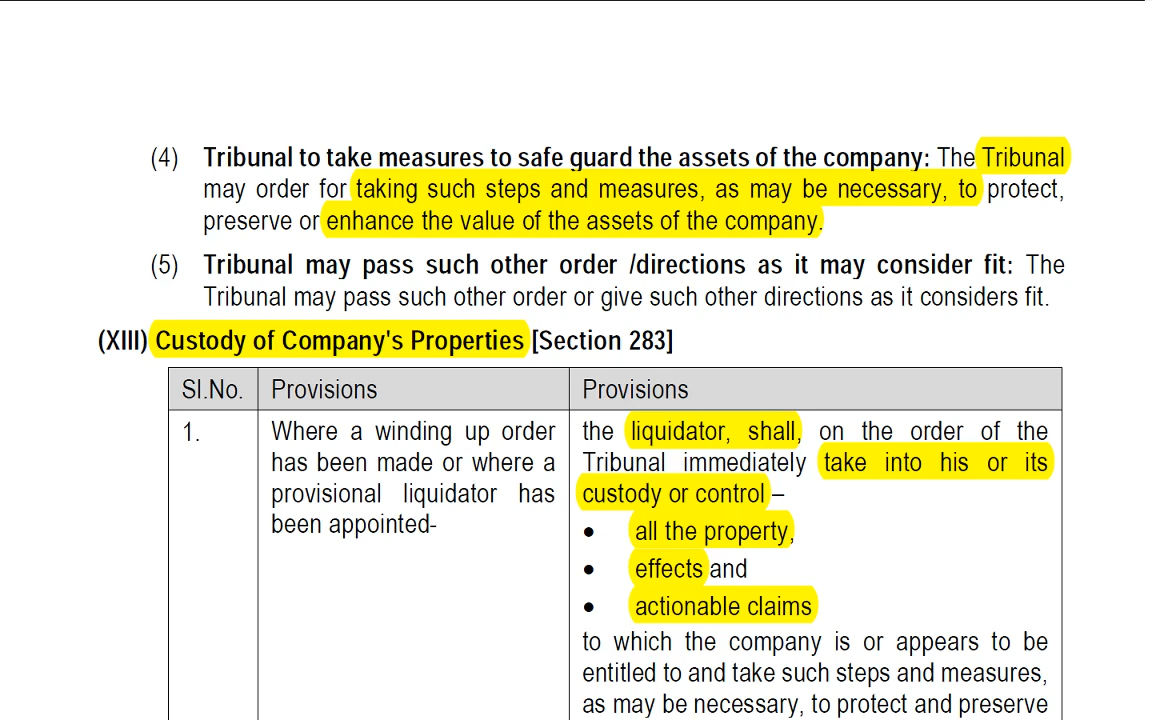 (4) Tribunal to take measures to safe guard the assets of the company: The Tribunal
may order for taking such steps and measures, as may be necessary, to protect,
preserve or enhance the value of the assets of the company.
(5) Tribunal may pass such other order /directions as it may consider fit: The
Tribunal may pass such other order or give such other directions as it considers fit.
(XIII) Custody of Company's Properties [Section 283]
Sl.No. Provisions Provisions
1. Where a winding up order
has been made or where a
provisional liquidator has
been appointed-
the liquidator, shall, on the order of the
Tribunal immediately take into his or its
custody or control –
• all the property,
• effects and
• actionable claims
to which the company is or appears to be
entitled to and take such steps and measures,
as may be necessary, to protect and preserve